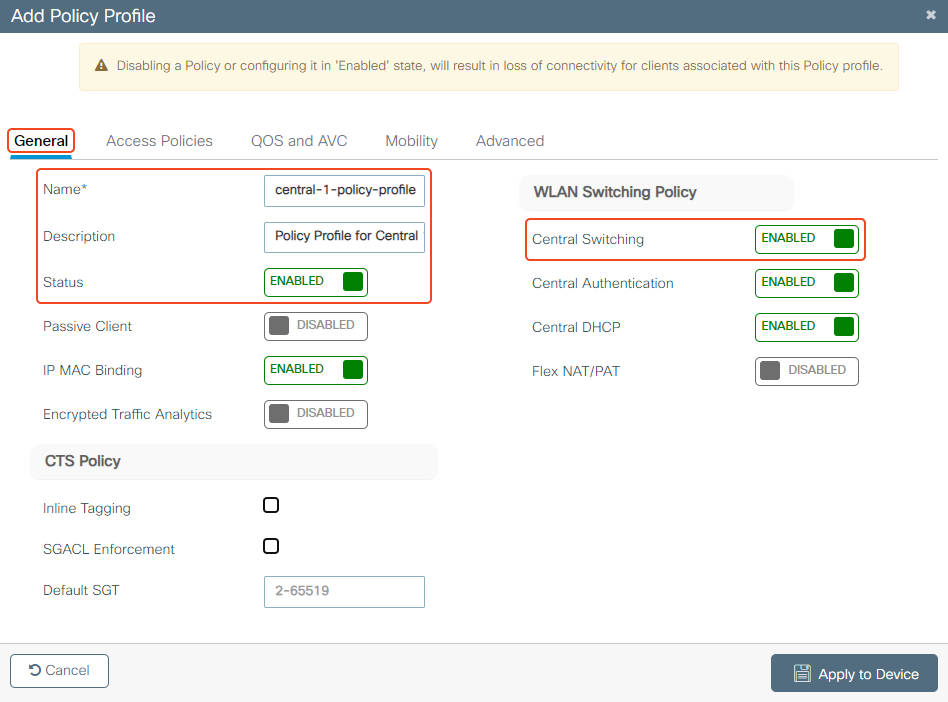 Add Policy Profile
Disabling a Policy or configuring it in 'Enabled' state, will result in loss of connectivity for clients associated with this Policy profile.
General Access Policies QOS and AVC Mobility Advanced
Name* central-1-policy-profile
Description Policy Profile for Central
Status ENABLED
Passive Client DISABLED
IP MAC Binding ENABLED
Encrypted Traffic Analytics DISABLED
CTS Policy
Inline Tagging
SGACL Enforcement
Default SGT 2-65519
WLAN Switching Policy
Central Switching ENABLED
Central Authentication ENABLED
Central DHCP ENABLED
Flex NAT/PAT DISABLED
Cancel
Apply to Device